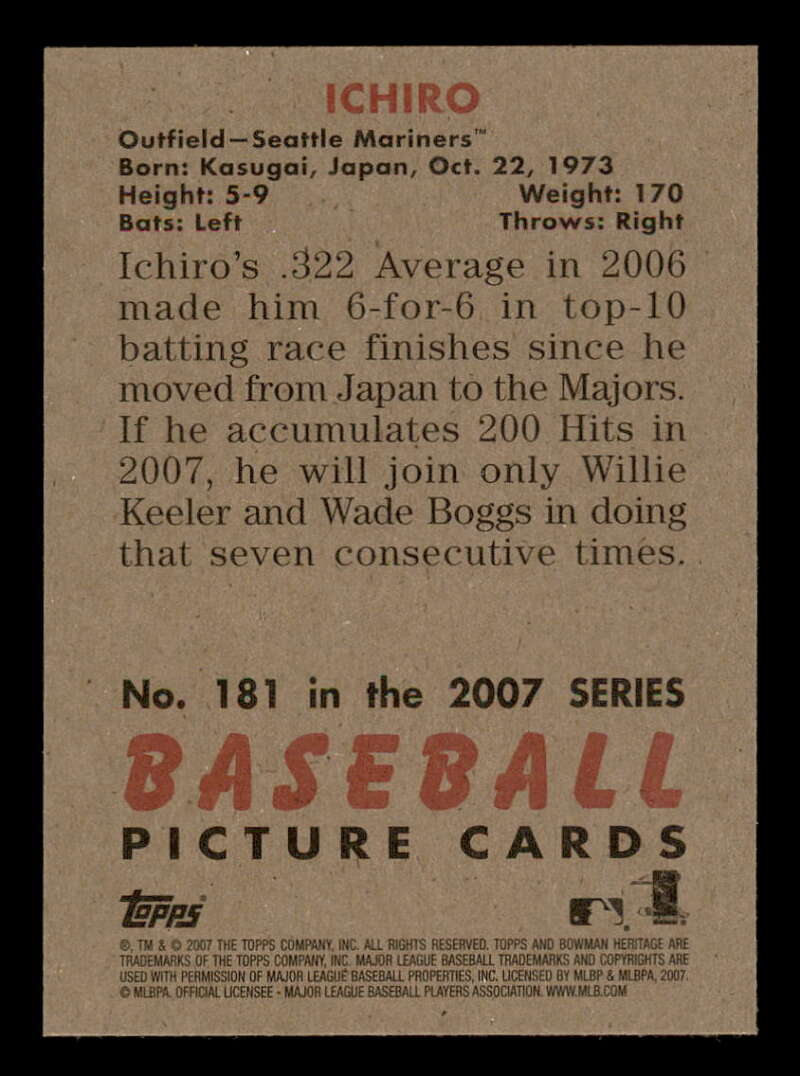 ICHIRO
Outfield—Seattle Mariners™
Born: Kasugai, Japan, Oct. 22, 1973
Height: 5-9 Weight: 170
Bats: Left Throws: Right
Ichiro's .322 Average in 2006
made him 6-for-6 in top-10
batting race finishes since he
moved from Japan to the Majors.
If he accumulates 200 Hits in
2007, he will join only Willie
Keeler and Wade Boggs in doing
that seven consecutive times.
No. 181 in the 2007 SERIES
BASEBALL
PICTURE CARDS
Topps
®, TM & © 2007 THE TOPPS COMPANY, INC. ALL RIGHTS RESERVED. TOPPS AND BOWMAN HERITAGE ARE
TRADEMARKS OF THE TOPPS COMPANY, INC. MAJOR LEAGUE BASEBALL TRADEMARKS AND COPYRIGHTS ARE
USED WITH PERMISSION OF MAJOR LEAGUE BASEBALL PROPERTIES, INC. LICENSED BY MLBP & MLBPA, 2007.
© MLBPA. OFFICIAL LICENSEE - MAJOR LEAGUE BASEBALL PLAYERS ASSOCIATION. WWW.MLB.COM